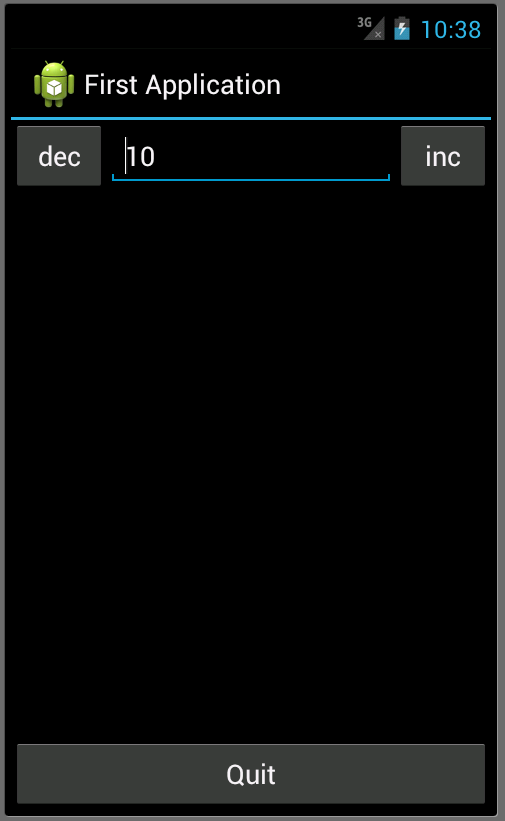 3G 10:38
First Application
dec 10 inc
Quit